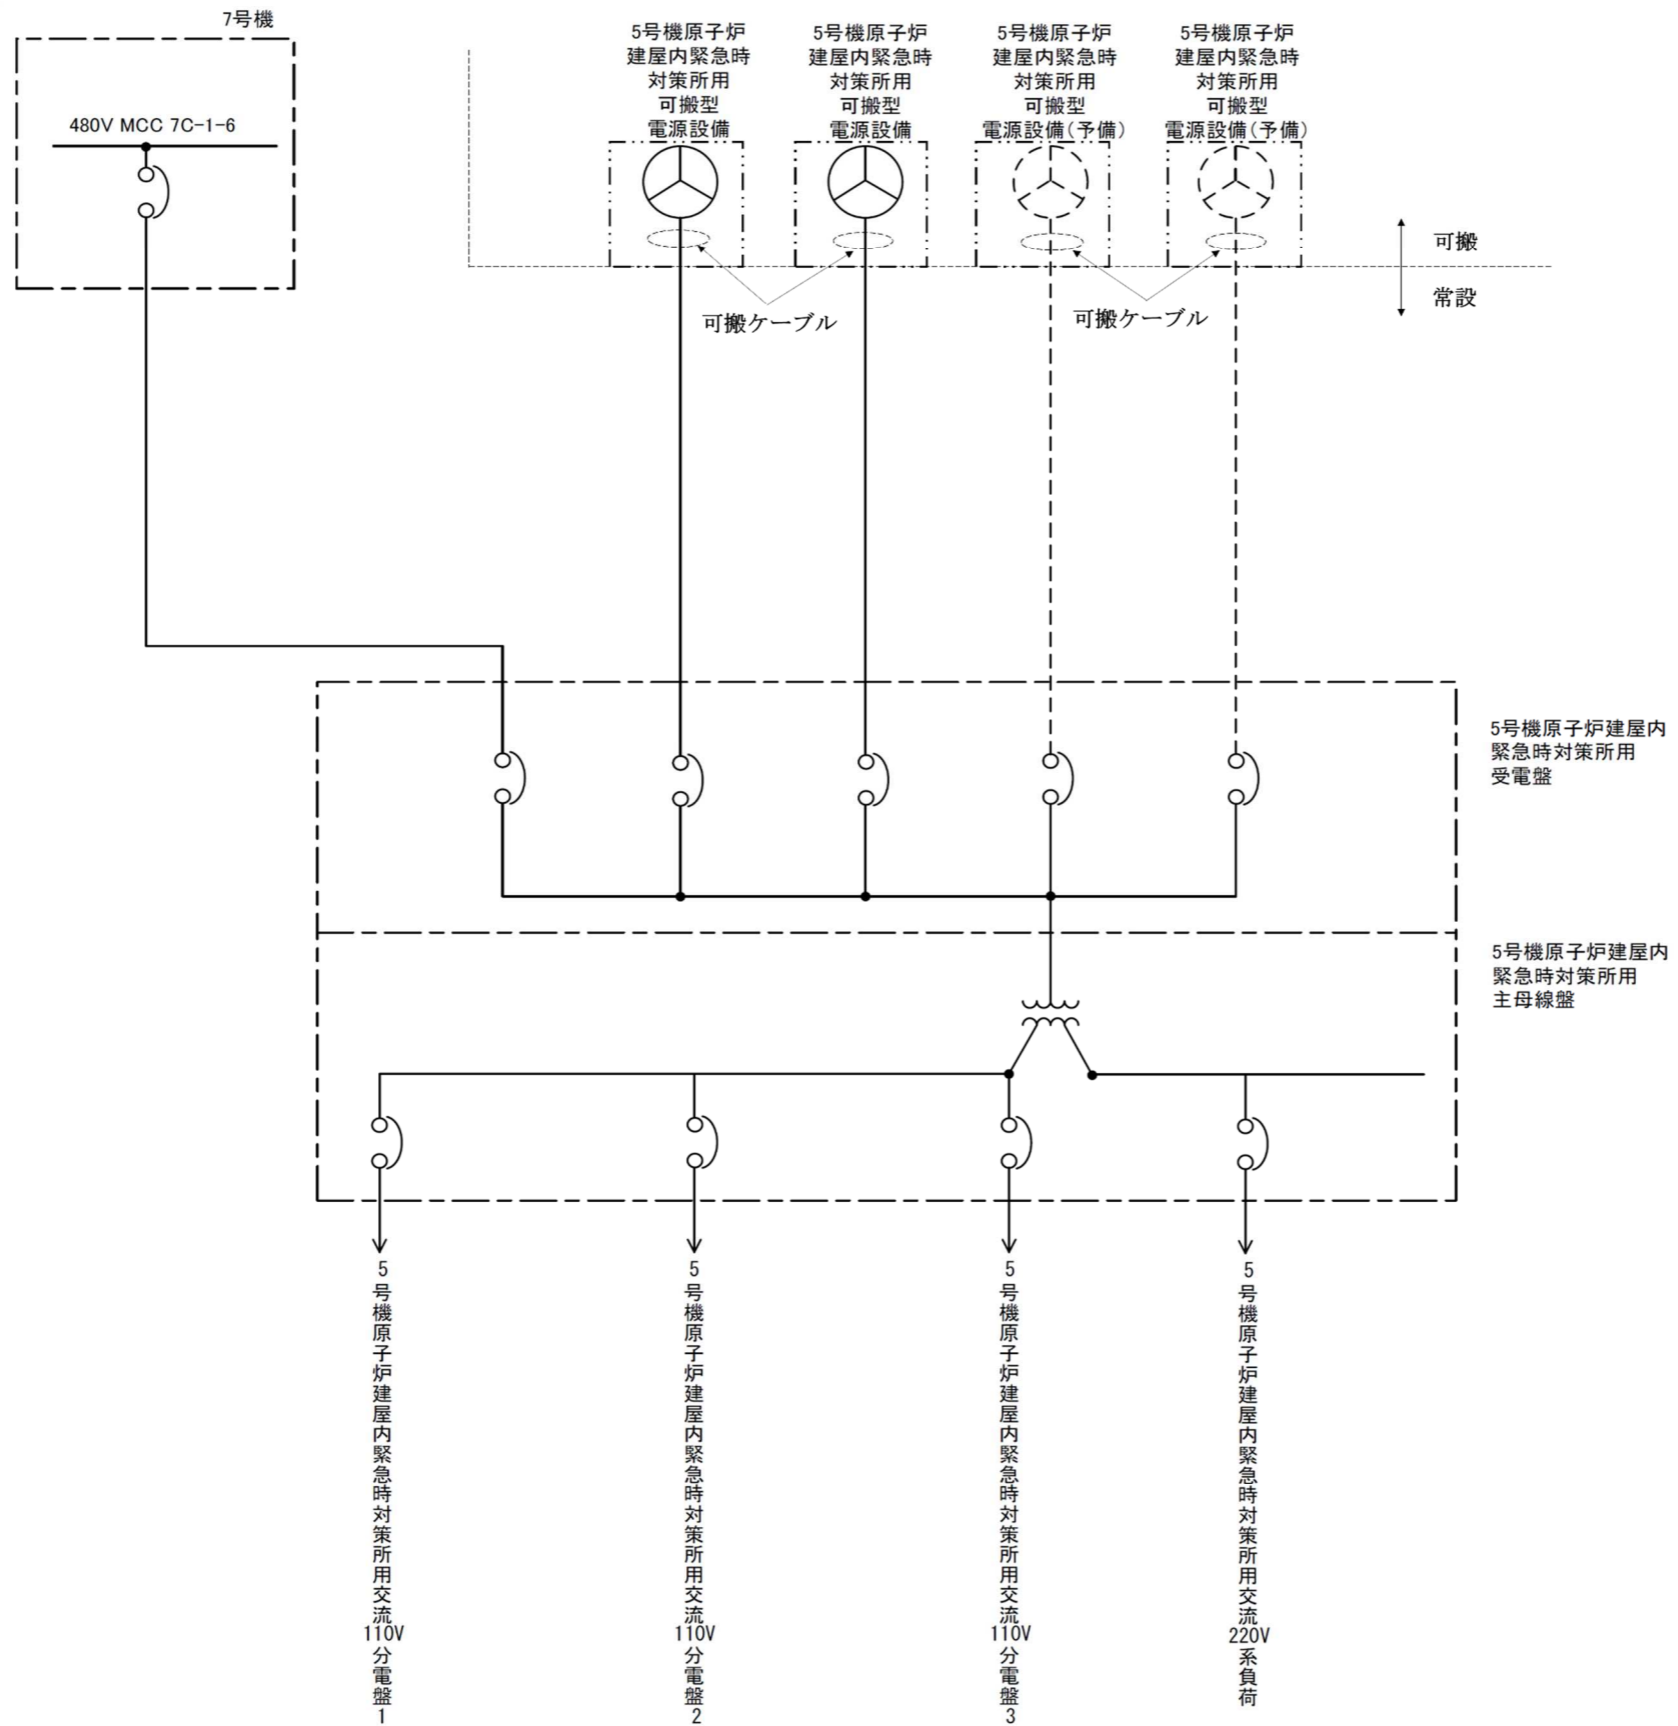 7号機
480V MCC 7C-1-6
5号機原子炉
建屋内緊急時
対策所用
可搬型
電源設備
5号機原子炉
建屋内緊急時
対策所用
可搬型
電源設備
5号機原子炉
建屋内緊急時
対策所用
可搬型
電源設備(予備)
5号機原子炉
建屋内緊急時
対策所用
可搬型
電源設備(予備)
可搬
常設
可搬ケーブル
可搬ケーブル
5号機原子炉建屋内
緊急時対策所用
受電盤
5号機原子炉建屋内
緊急時対策所用
主母線盤
5号機原子炉建屋内緊急時対策所用交流110V分電盤1
5号機原子炉建屋内緊急時対策所用交流110V分電盤2
5号機原子炉建屋内緊急時対策所用交流110V分電盤3
5号機原子炉建屋内緊急時対策所用交流220V系負荷